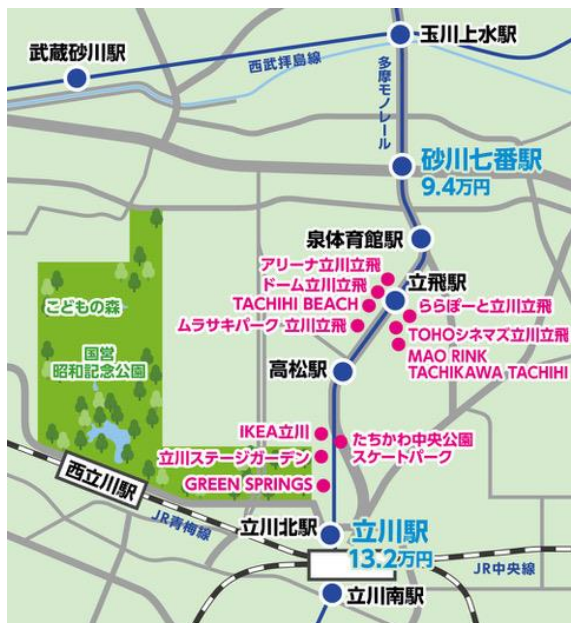 玉川上水駅
武蔵砂川駅
西武拝島線
多摩モノレール
砂川七番駅
9.4万円
泉体育館駅
アリーナ立川立飛
ドーム立川立飛
立飛駅
TACHIHI BEACH
ららぽーと立川立飛
ムラサキパーク 立川立飛
TOHOシネマズ立川立飛
MAO RINK
TACHIKAWA TACHIHI
こどもの森
国営
昭和記念公園
高松駅
IKEA立川
たちかわ中央公園
スケートパーク
立川ステージガーデン
GREEN SPRINGS
西立川駅
JR青梅線
立川北駅
立川駅
13.2万円
JR中央線
立川南駅